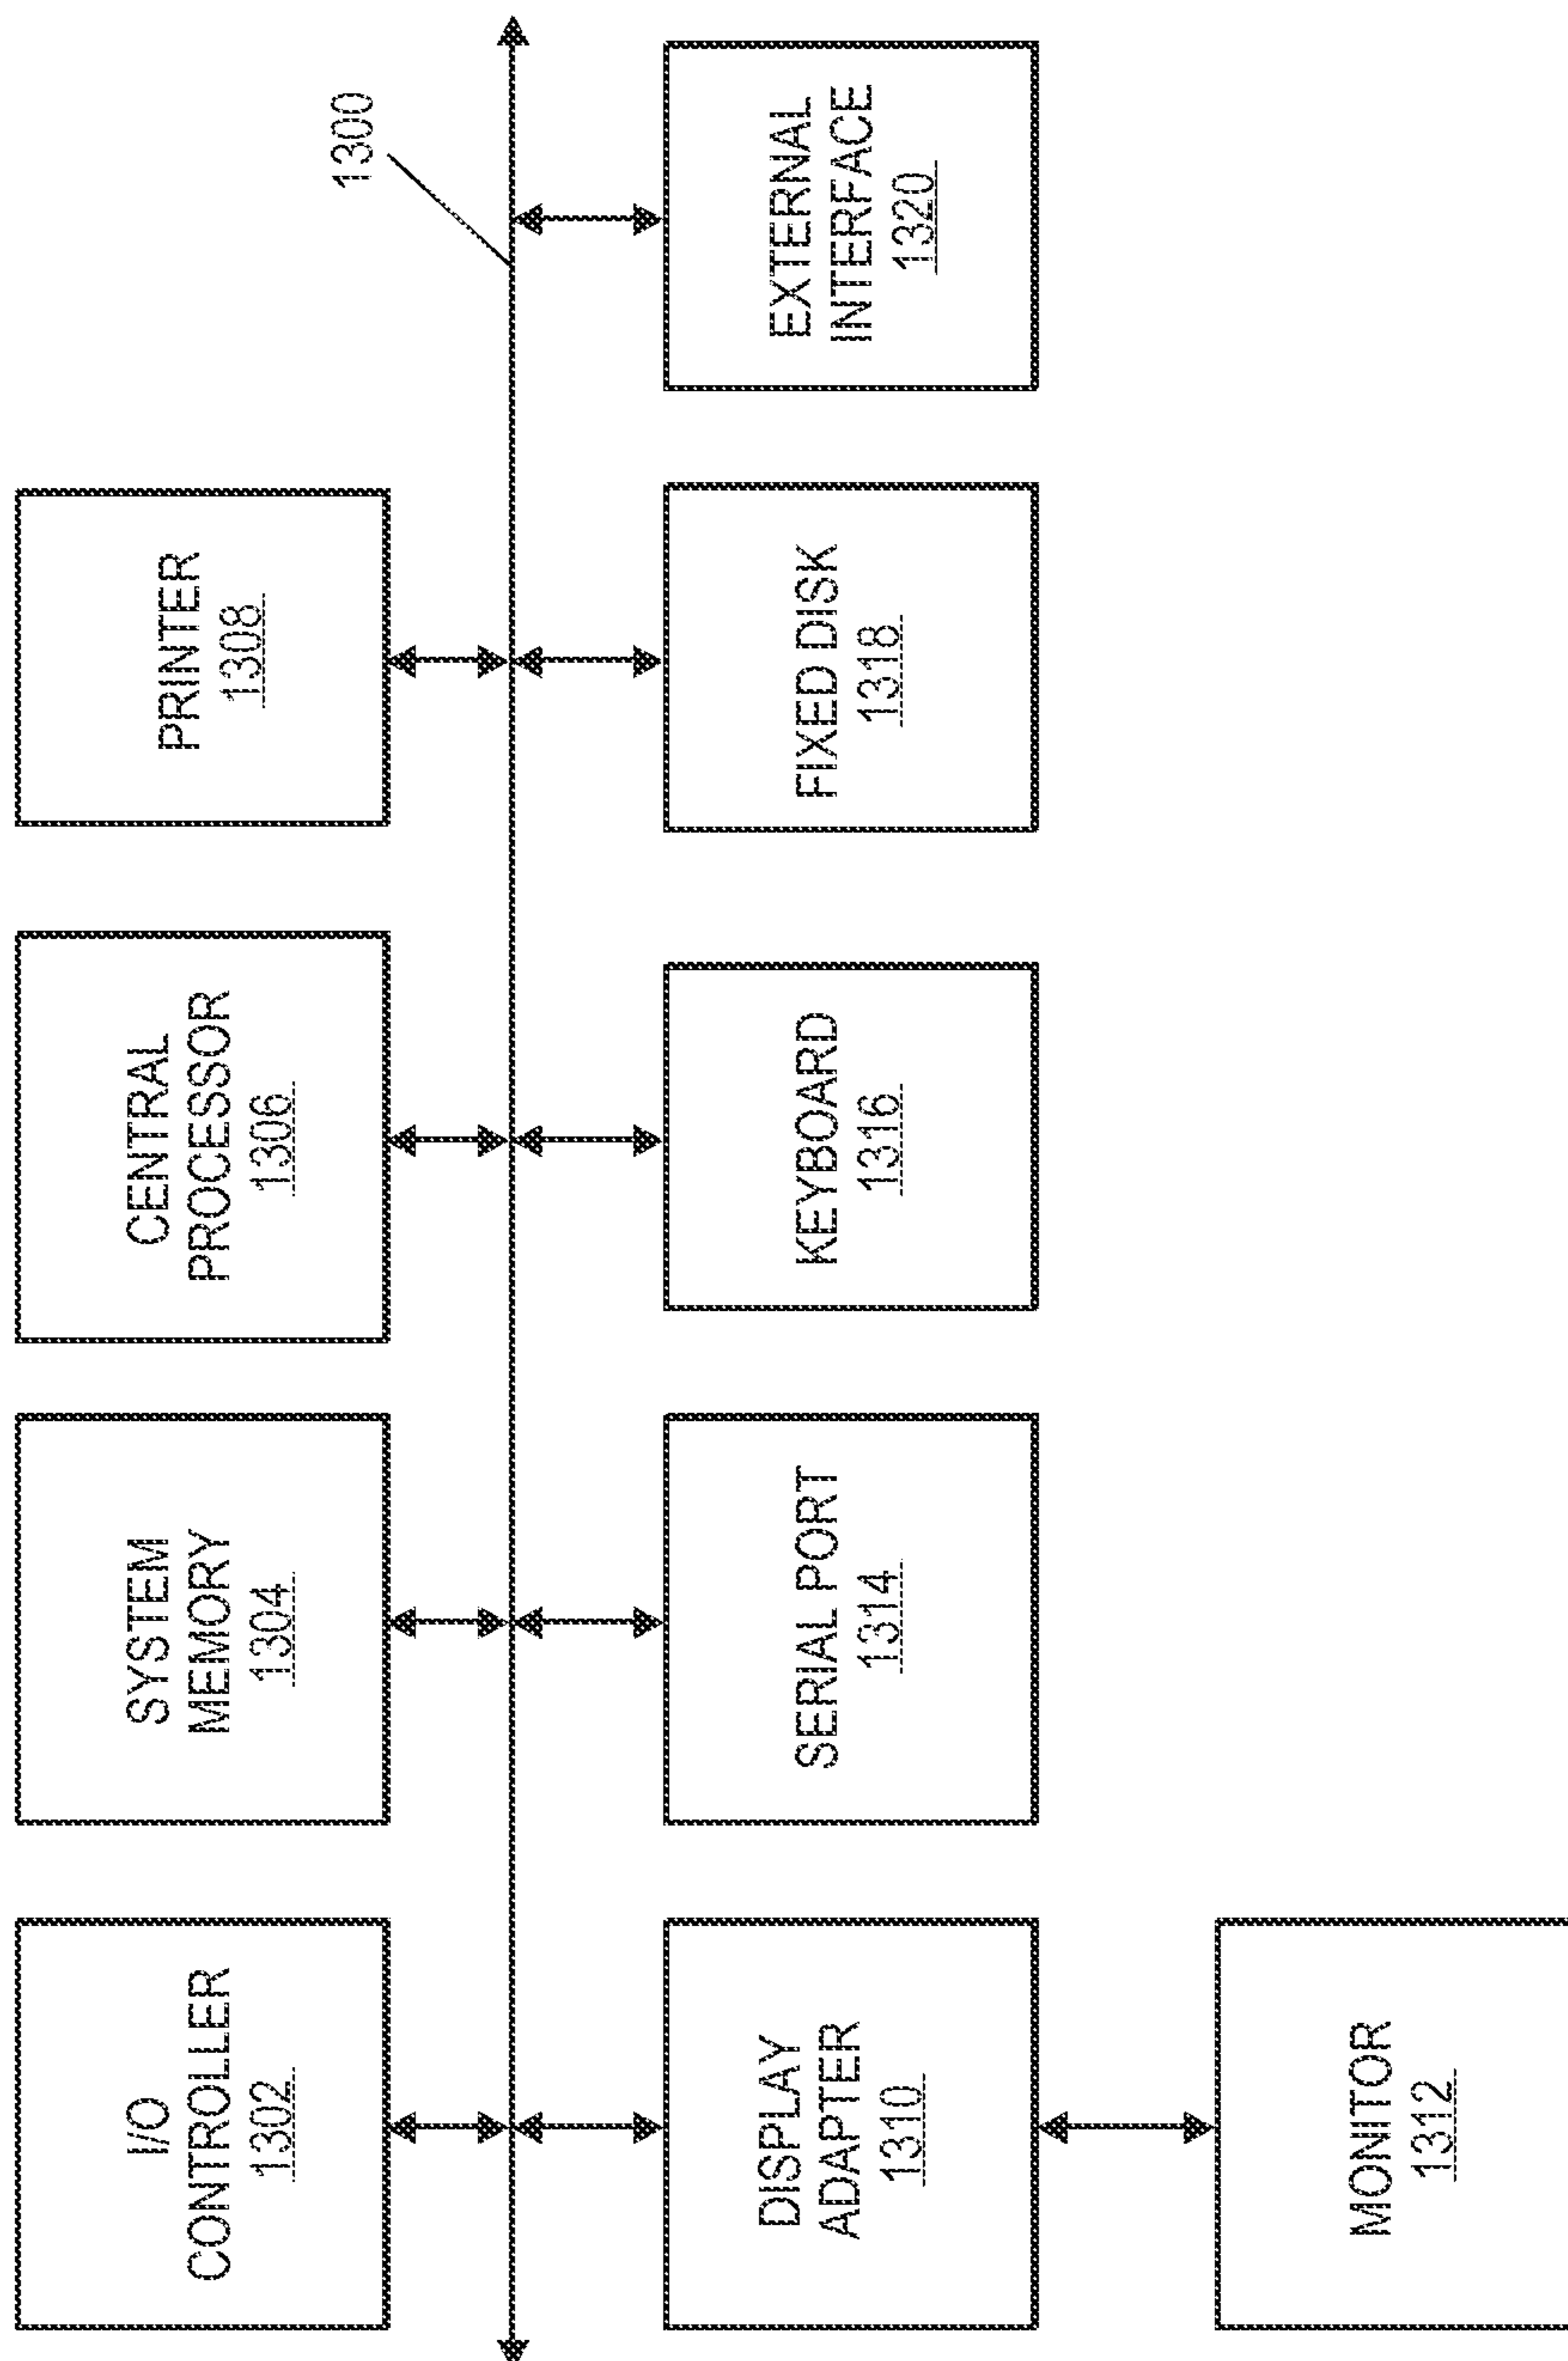 I/O
CONTROLLER
1302
SYSTEM
MEMORY
1304
CENTRAL
PROCESSOR
1306
PRINTER
1308
1300
DISPLAY
ADAPTER
1310
SERIAL PORT
1314
KEYBOARD
1316
FIXED DISK
1318
EXTERNAL
INTERFACE
1320
MONITOR
1312